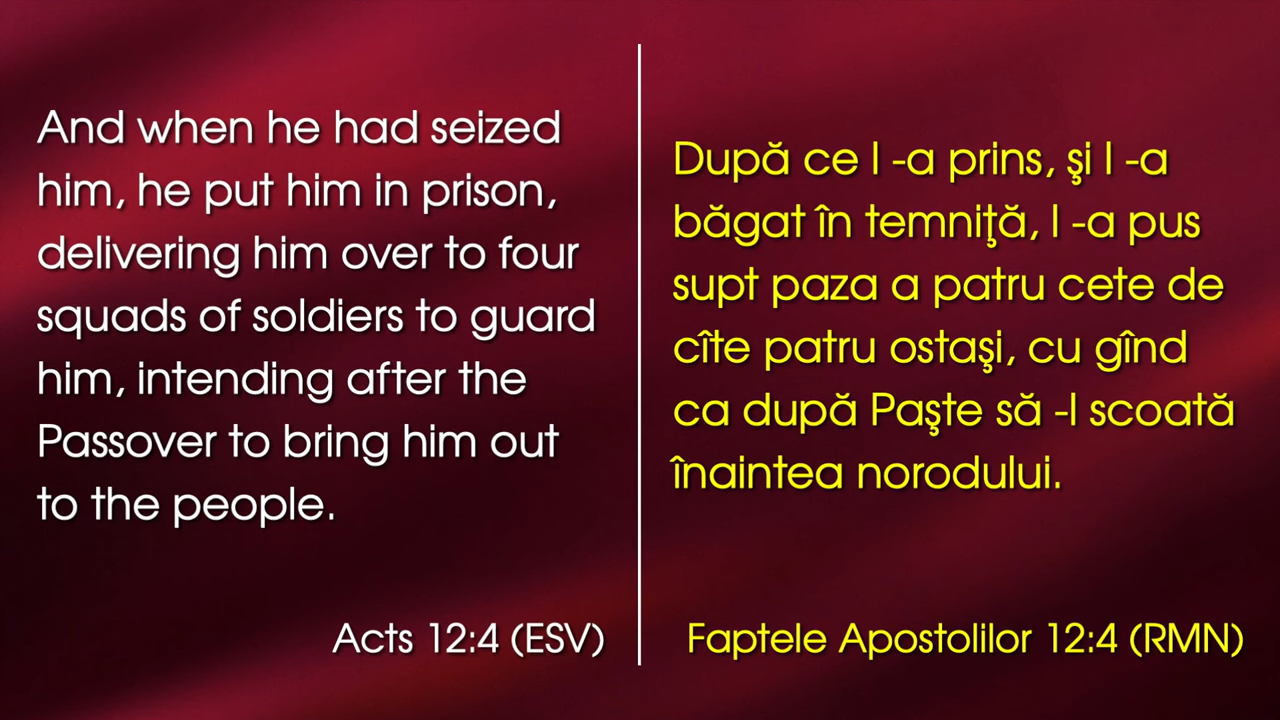 And when he had seized
him, he put him in prison,
delivering him over to four
squads of soldiers to guard
him, intending after the
Passover to bring him out
to the people.
Acts 12:4 (ESV)
După ce l -a prins, şi l -a
băgat în temniţă, l -a pus
supt paza a patru cete de
cîte patru ostaşi, cu gînd
ca după Paşte să -l scoată
înaintea norodului.
Faptele Apostolilor 12:4 (RMN)